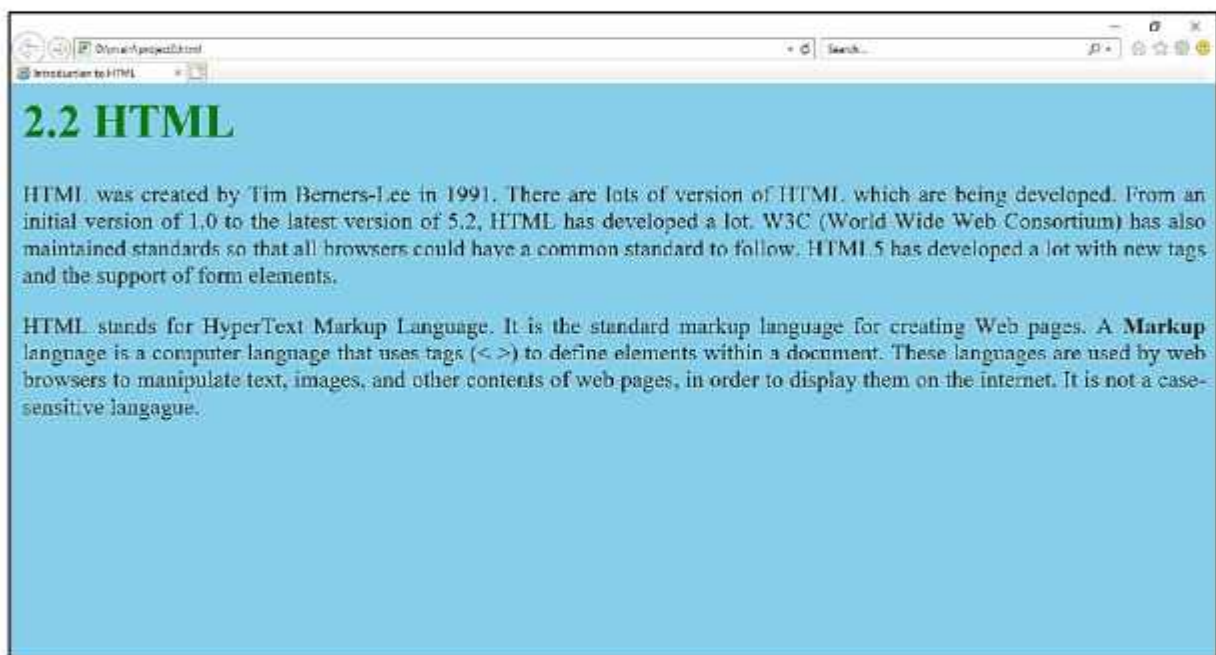 Search...
Introduction to HTML
2.2 HTML
HTML was created by Tim Berners-Lee in 1991. There are lots of version of HTML which are being developed. From an
initial version of 1.0 to the latest version of 5.2, HTML has developed a lot. W3C (World Wide Web Consortium) has also
maintained standards so that all browsers could have a common standard to follow. HTML5 has developed a lot with new tags
and the support of form elements.
HTML stands for HyperText Markup Language. It is the standard markup language for creating Web pages. A Markup
language is a computer language that uses tags (< >) to define elements within a document. These languages are used by web
browsers to manipulate text, images, and other contents of web pages, in order to display them on the internet. It is not a case-
sensitive langague.